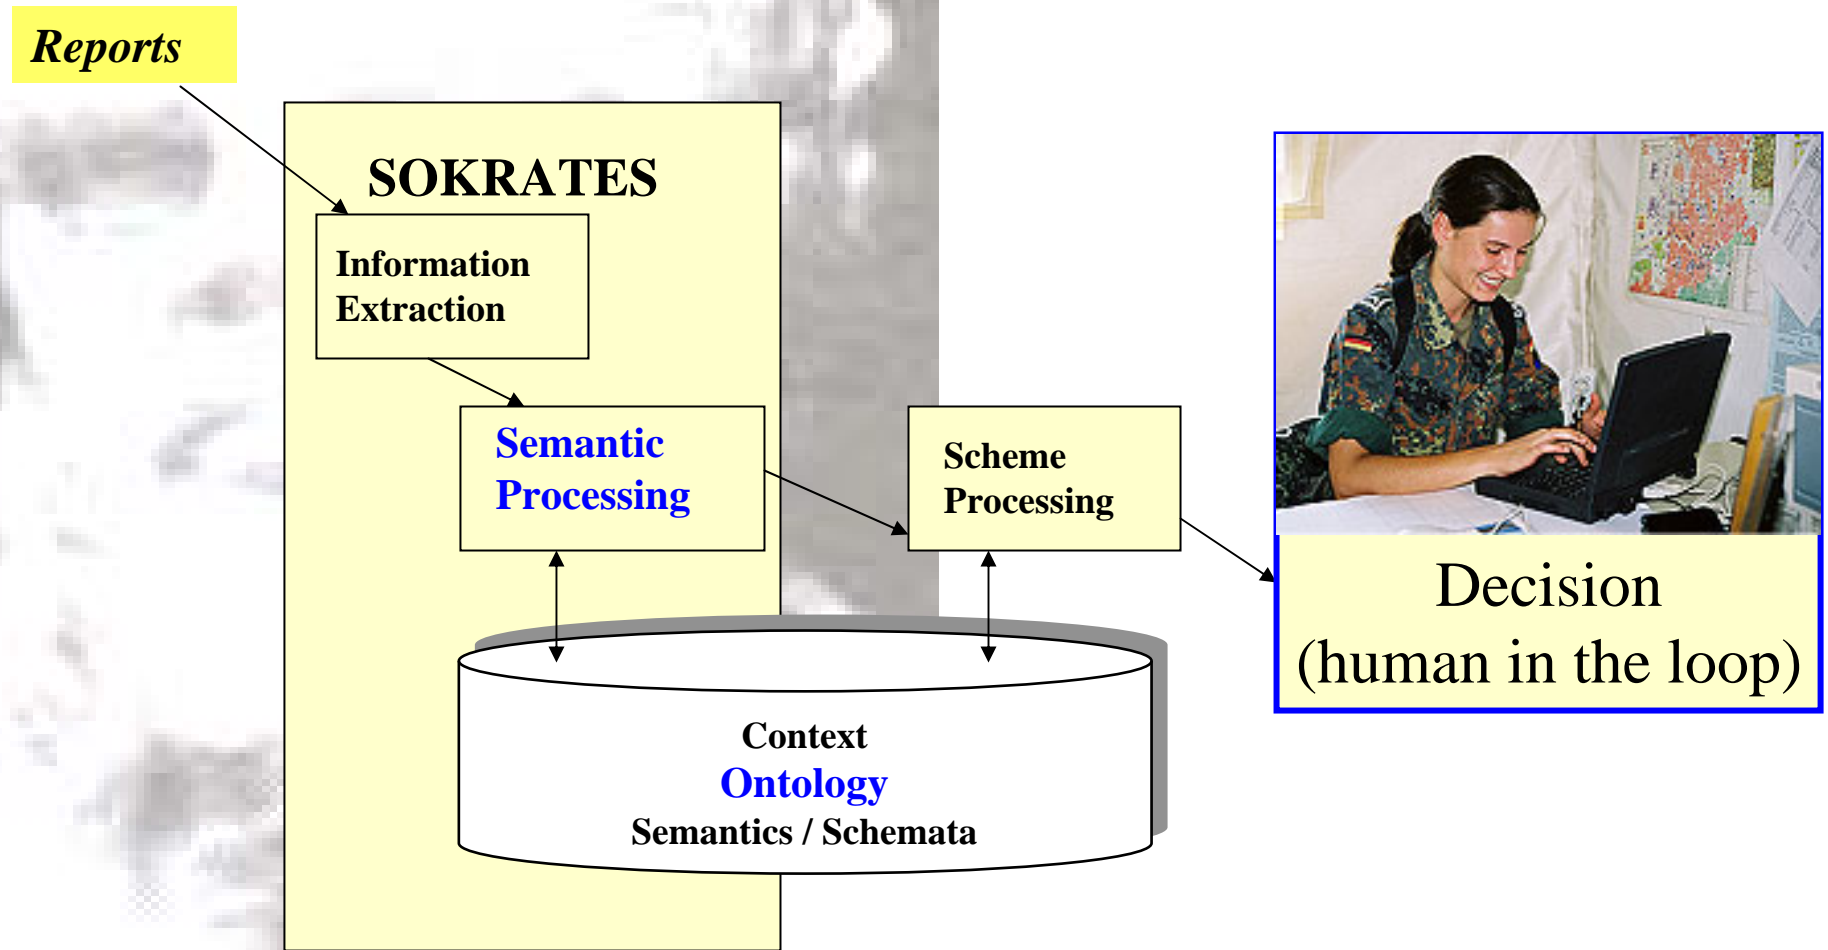 Reports
SOKRATES
Information
Extraction
Semantic
Processing
Scheme
Processing
Decision
(human in the loop)
Context
Ontology
Semantics / Schemata